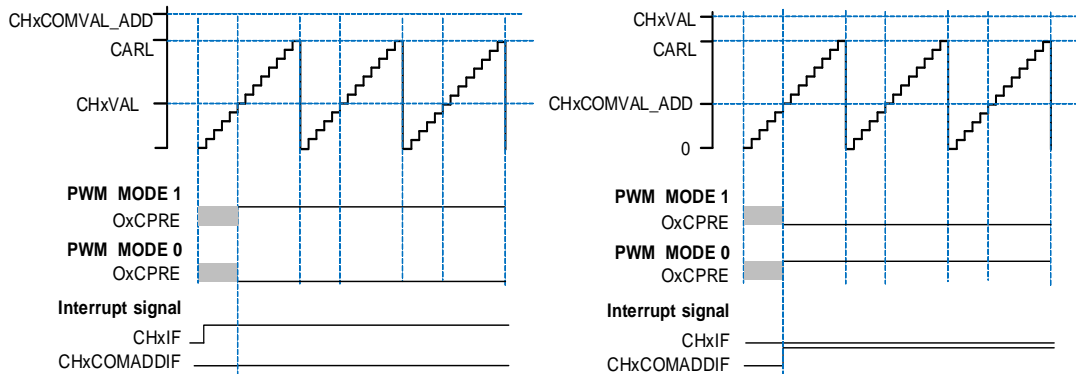 CHxCOMVAL_ADD
CARL
CHxVAL
PWM MODE 1
OxCPRE
PWM MODE 0
OxCPRE
Interrupt signal
CHxIF
CHxCOMADDIF
CHxVAL
CARL
CHxCOMVAL_ADD
0
PWM MODE 1
OxCPRE
PWM MODE 0
OxCPRE
Interrupt signal
CHxIF
CHxCOMADDIF